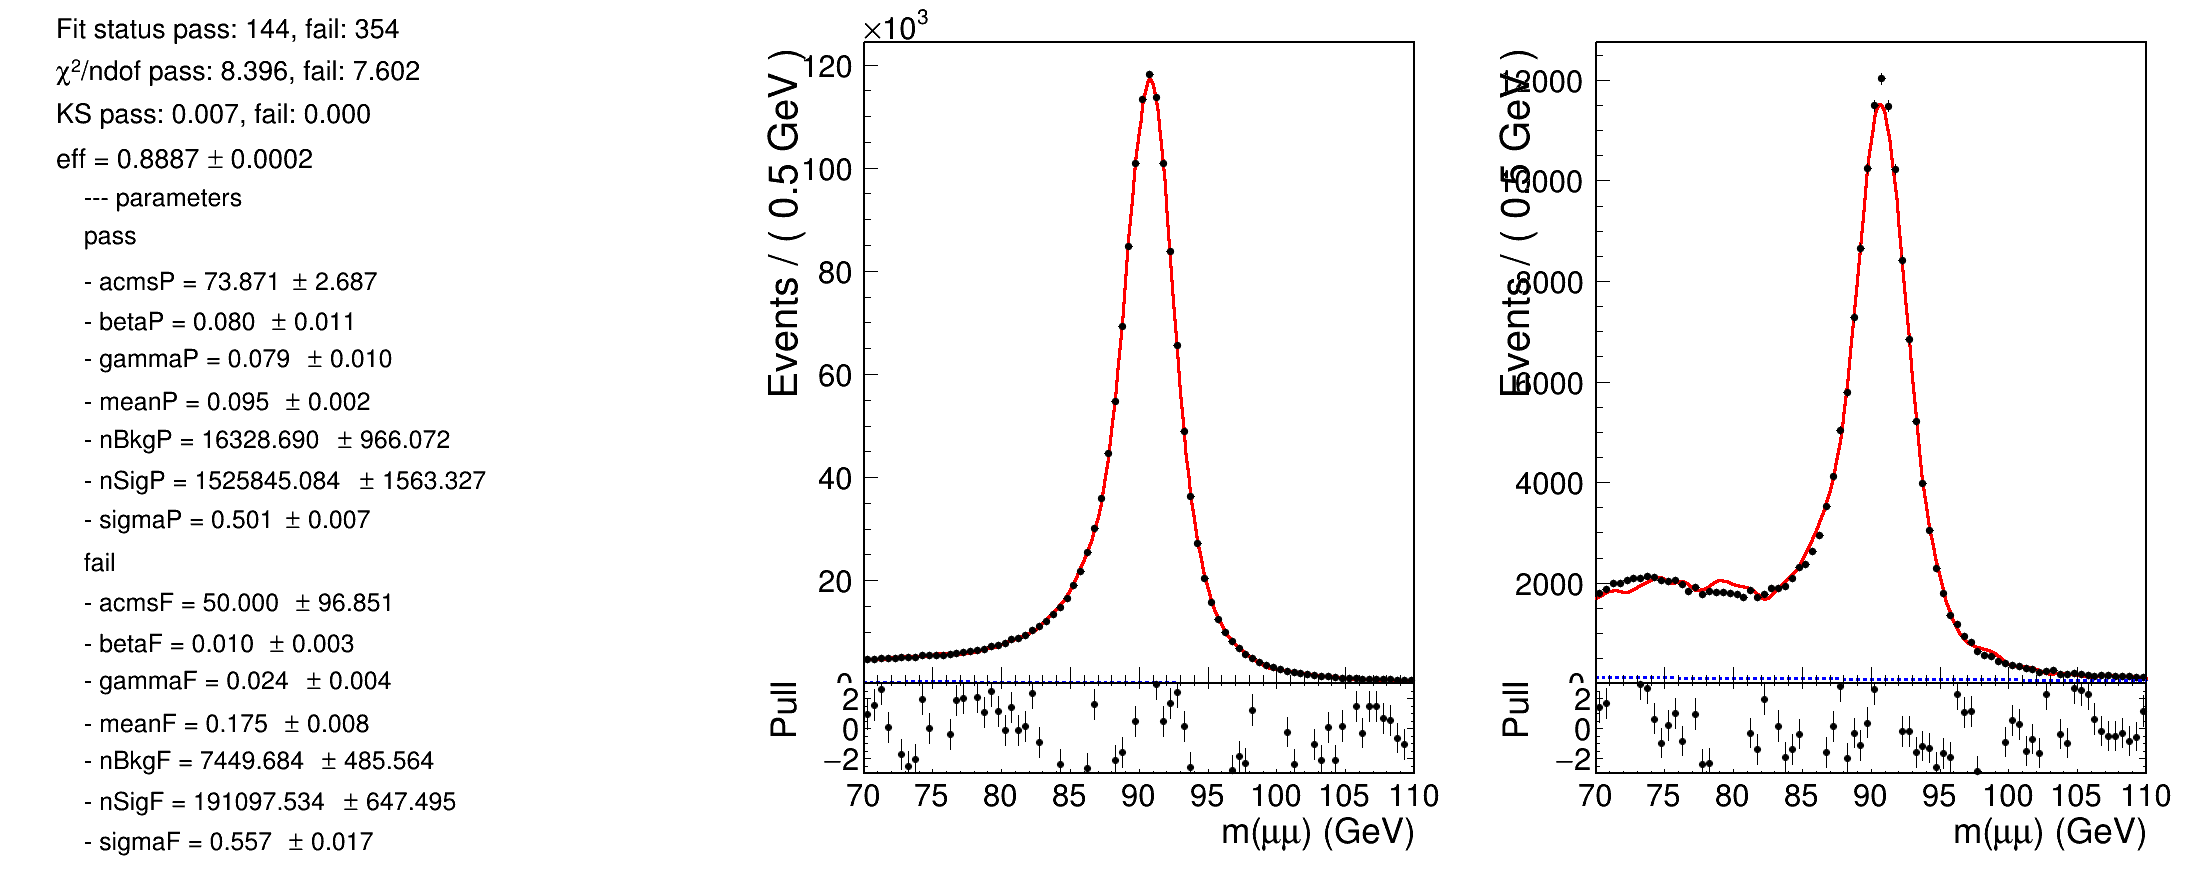 Fit status pass: 144, fail: 354
χ²/ndof pass: 8.396, fail: 7.602
KS pass: 0.007, fail: 0.000
eff = 0.8887 ± 0.0002
--- parameters
pass
- acmsP = 73.871 ± 2.687
- betaP = 0.080 ± 0.011
- gammaP = 0.079 ± 0.010
- meanP = 0.095 ± 0.002
- nBkgP = 16328.690 ± 966.072
- nSigP = 1525845.084 ± 1563.327
- sigmaP = 0.501 ± 0.007
fail
- acmsF = 50.000 ± 96.851
- betaF = 0.010 ± 0.003
- gammaF = 0.024 ± 0.004
- meanF = 0.175 ± 0.008
- nBkgF = 7449.684 ± 485.564
- nSigF = 191097.534 ± 647.495
- sigmaF = 0.557 ± 0.017
×10³
Events / ( 0.5 GeV )
120
100
80
60
40
20
0
Pull
2
0
−2
70 75 80 85 90 95 100 105 110
m(μμ) (GeV)
Events / ( 0.5 GeV )
12000
10000
8000
6000
4000
2000
0
Pull
2
0
−2
70 75 80 85 90 95 100 105 110
m(μμ) (GeV)